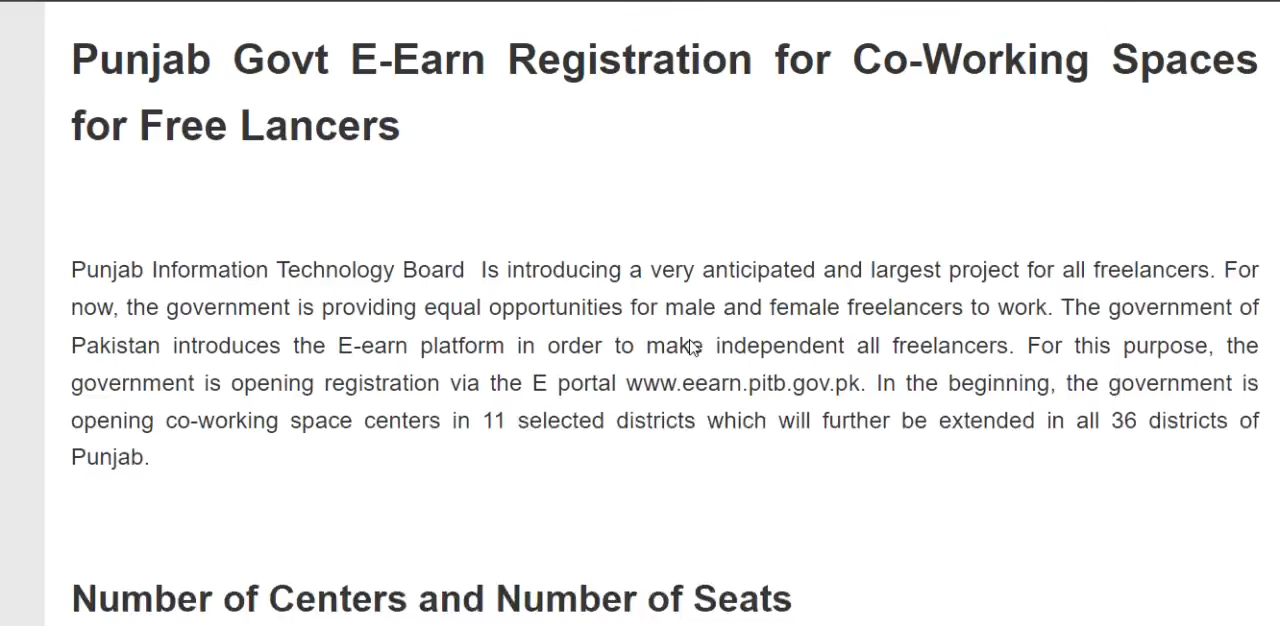 Punjab Govt E-Earn Registration for Co-Working Spaces
for Free Lancers
Punjab Information Technology Board Is introducing a very anticipated and largest project for all freelancers. For
now, the government is providing equal opportunities for male and female freelancers to work. The government of
Pakistan introduces the E-earn platform in order to make independent all freelancers. For this purpose, the
government is opening registration via the E portal www.eearn.pitb.gov.pk. In the beginning, the government is
opening co-working space centers in 11 selected districts which will further be extended in all 36 districts of
Punjab.
Number of Centers and Number of Seats